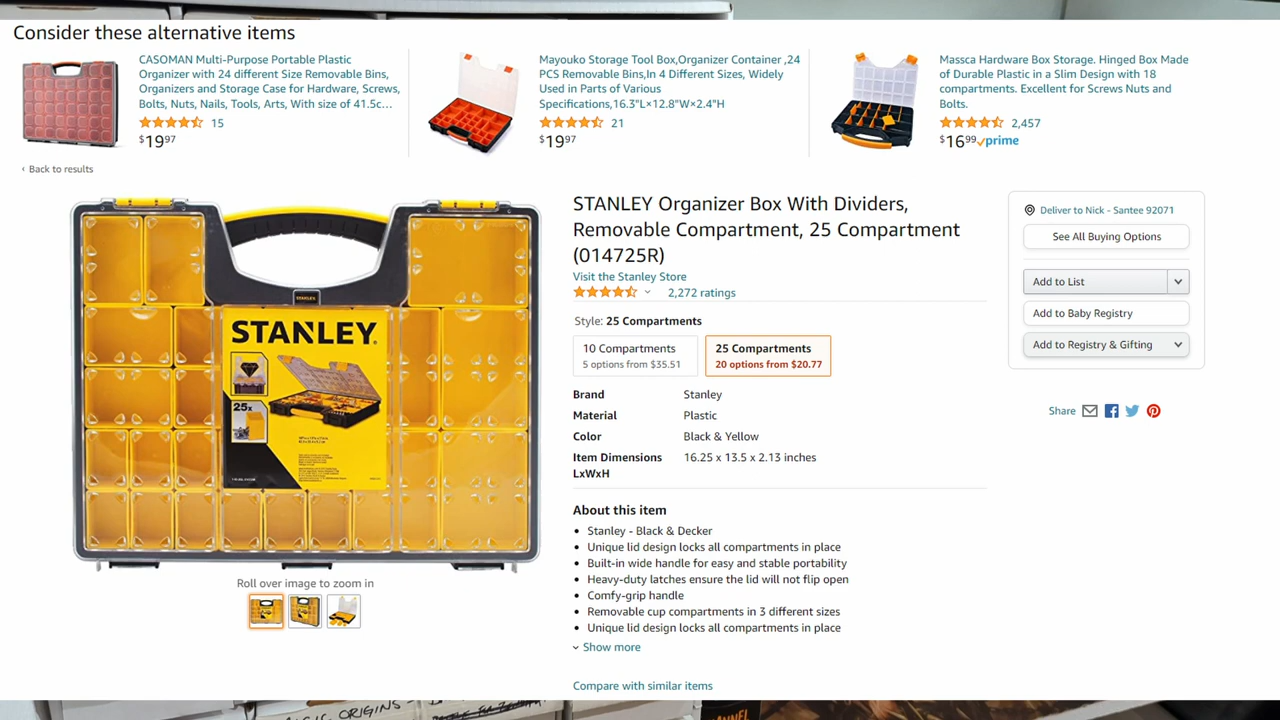 Consider these alternative items
CASOMAN Multi-Purpose Portable Plastic
Organizer with 24 different Size Removable Bins,
Organizers and Storage Case for Hardware, Screws,
Bolts, Nuts, Nails, Tools, Arts, With size of 41.5c...
15
$1997
Mayouko Storage Tool Box,Organizer Container ,24
PCS Removable Bins,In 4 Different Sizes, Widely
Used in Parts of Various
Specifications,16.3"L×12.8"W×2.4"H
21
$1997
Massca Hardware Box Storage. Hinged Box Made
of Durable Plastic in a Slim Design with 18
compartments. Excellent for Screws Nuts and
Bolts.
2,457
$1699 prime
‹ Back to results
STANLEY
STANLEY
25x
Roll over image to zoom in
STANLEY Organizer Box With Dividers,
Removable Compartment, 25 Compartment
(014725R)
Visit the Stanley Store
2,272 ratings
Style: 25 Compartments
10 Compartments
5 options from $35.51
25 Compartments
20 options from $20.77
Brand Stanley
Material Plastic
Color Black & Yellow
Item Dimensions 16.25 x 13.5 x 2.13 inches
LxWxH
About this item
• Stanley - Black & Decker
• Unique lid design locks all compartments in place
• Built-in wide handle for easy and stable portability
• Heavy-duty latches ensure the lid will not flip open
• Comfy-grip handle
• Removable cup compartments in 3 different sizes
• Unique lid design locks all compartments in place
Show more
Compare with similar items
Deliver to Nick - Santee 92071
See All Buying Options
Add to List
Add to Baby Registry
Add to Registry & Gifting
Share
ORIGINS -